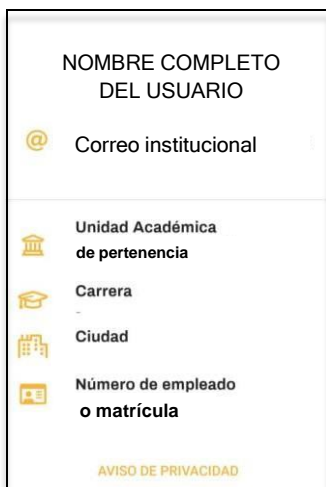 NOMBRE COMPLETO
DEL USUARIO
@
Correo institucional
Unidad Académica
de pertenencia
Carrera
-
Ciudad
Número de empleado
o matrícula
AVISO DE PRIVACIDAD